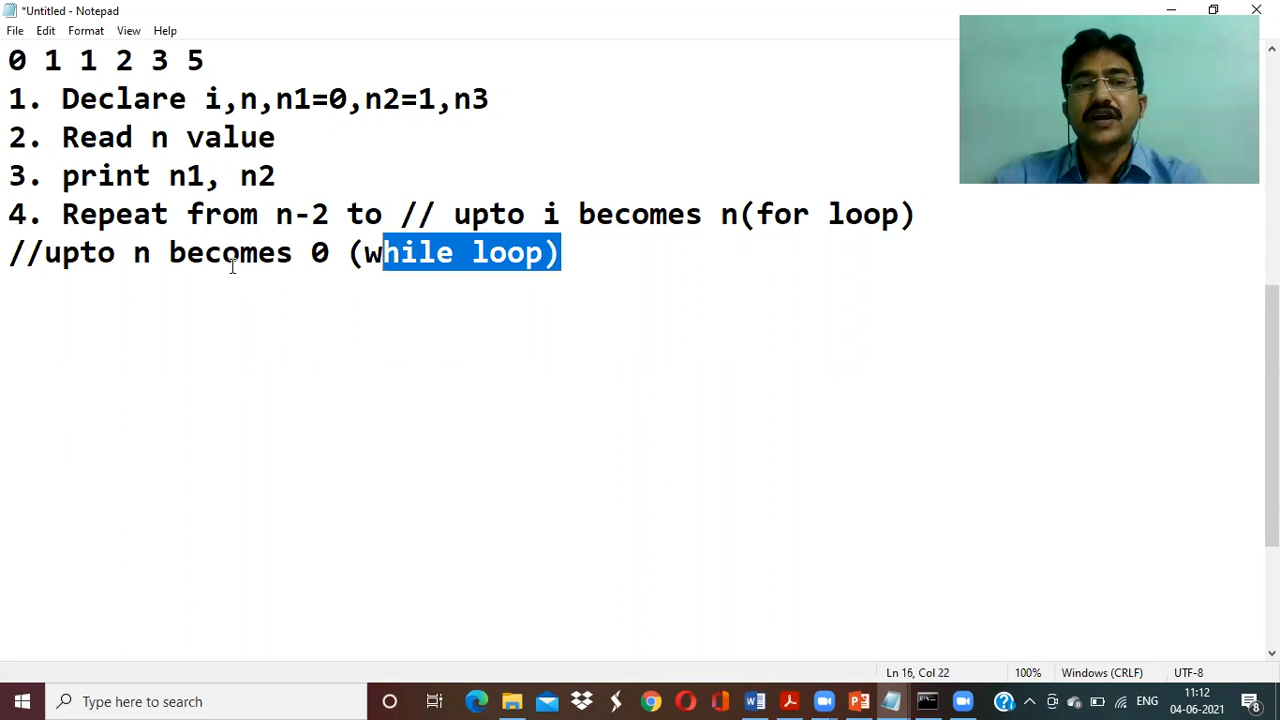 *Untitled - Notepad
File Edit Format View Help
0 1 1 2 3 5
1. Declare i,n,n1=0,n2=1,n3
2. Read n value
3. print n1, n2
4. Repeat from n-2 to // upto i becomes n(for loop)
//upto n becomes 0 (while loop)
Ln 16, Col 22 100% Windows (CRLF) UTF-8
Type here to search
ENG
11:12
04-06-2021
8